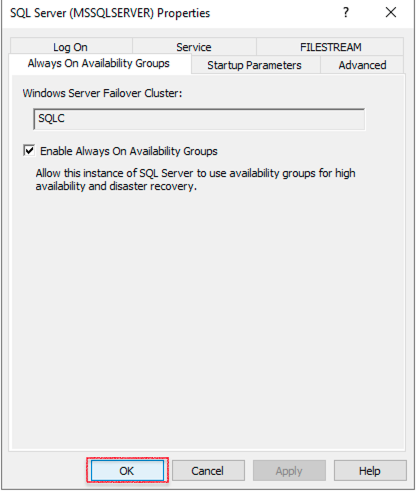 SQL Server (MSSQLSERVER) Properties ? ×
Log On Service FILESTREAM
Always On Availability Groups Startup Parameters Advanced
Windows Server Failover Cluster:
SQLC
Enable Always On Availability Groups
Allow this instance of SQL Server to use availability groups for high
availability and disaster recovery.
OK Cancel Apply Help